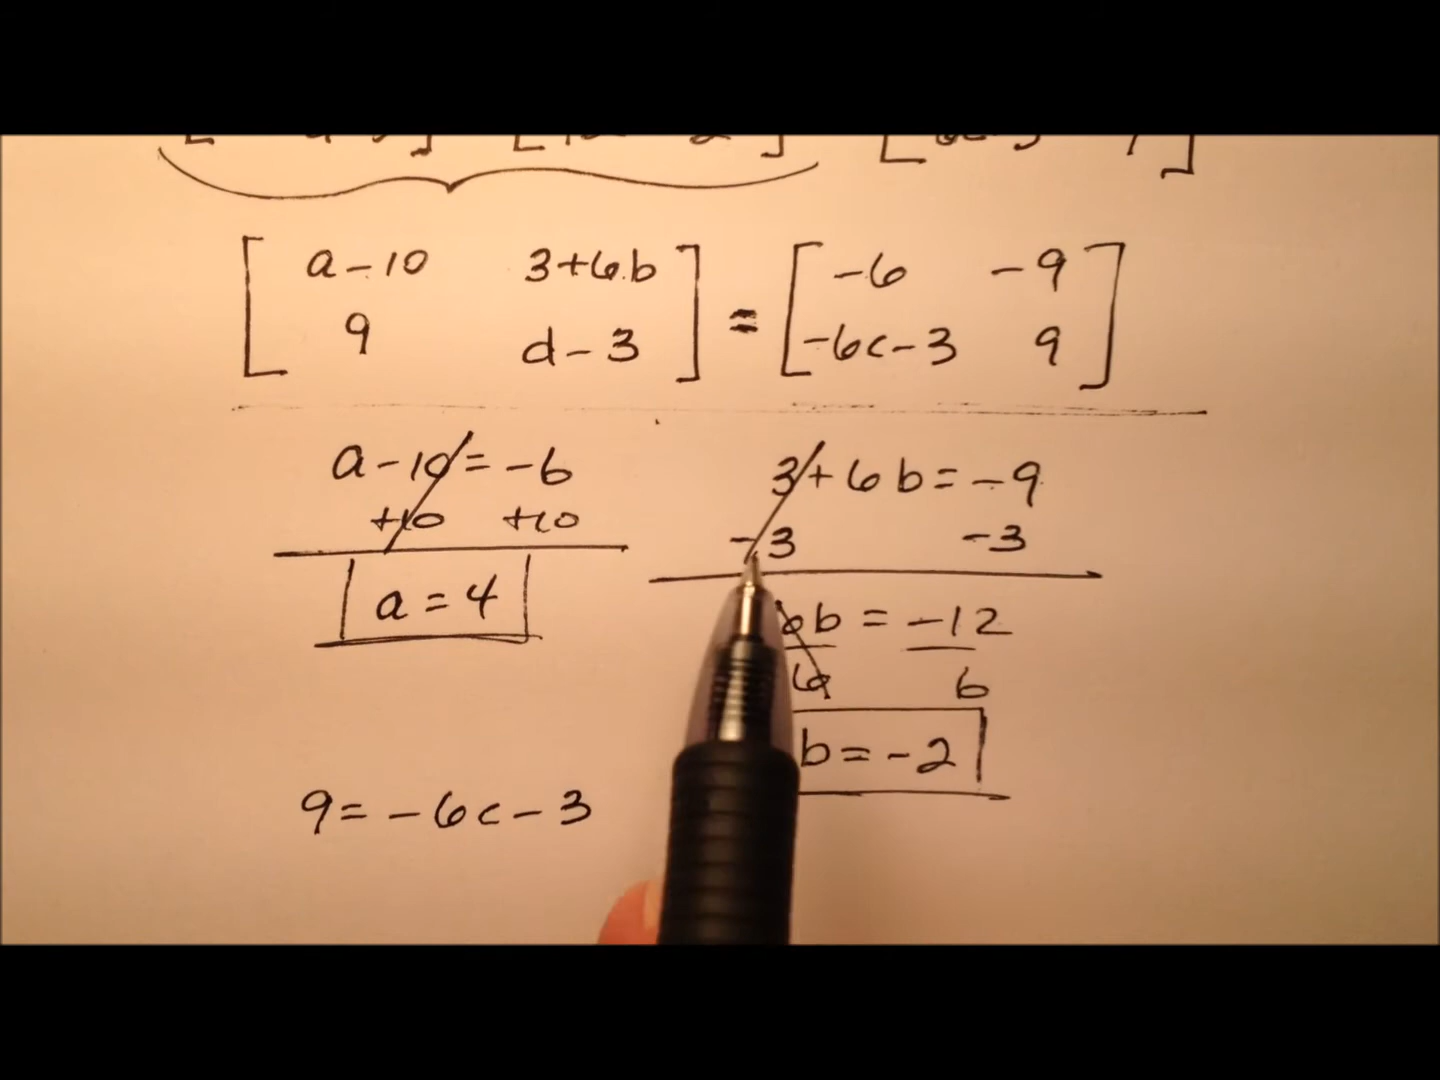 a - 10 3 + 6b = -6 -9
9 d - 3 -6c - 3 9
a - 10 = -6
+10 +10
a = 4
3 + 6b = -9
-3 -3
6b = -12
6 6
b = -2
9 = -6c - 3